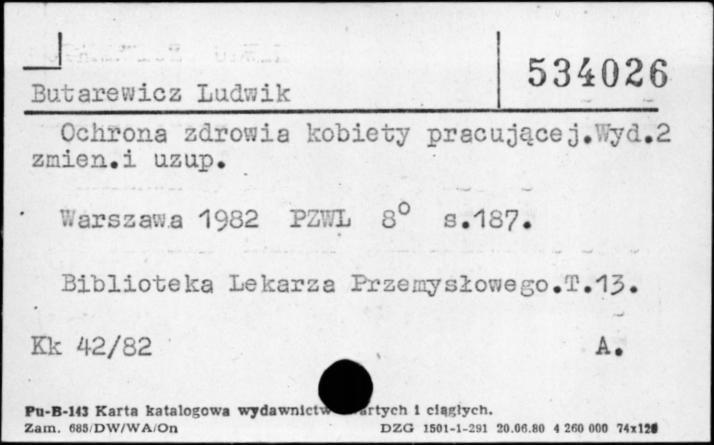 534026
Butarewicz Ludwik
Ochrona zdrowia kobiety pracującej.Wyd.2
zmien.i uzup.
Warszawa 1982 PZWL 8° s.187.
Biblioteka Lekarza Przemysłowego.T.13.
Kk 42/82 A.
Pu-B-143 Karta katalogowa wydawnictw artych i ciągłych.
Zam. 685/DW/WA/On DZG 1501-1-291 20.06.80 4 260 000 74x128